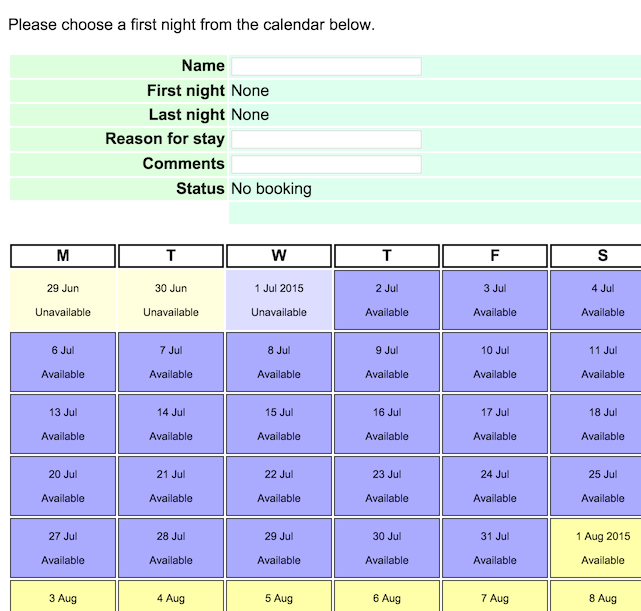 Please choose a first night from the calendar below.
Name
First night None
Last night None
Reason for stay
Comments
Status No booking
M T W T F S
29 Jun 30 Jun 1 Jul 2015 2 Jul 3 Jul 4 Jul
Unavailable Unavailable Unavailable Available Available Available
6 Jul 7 Jul 8 Jul 9 Jul 10 Jul 11 Jul
Available Available Available Available Available Available
13 Jul 14 Jul 15 Jul 16 Jul 17 Jul 18 Jul
Available Available Available Available Available Available
20 Jul 21 Jul 22 Jul 23 Jul 24 Jul 25 Jul
Available Available Available Available Available Available
27 Jul 28 Jul 29 Jul 30 Jul 31 Jul 1 Aug 2015
Available Available Available Available Available Available
3 Aug 4 Aug 5 Aug 6 Aug 7 Aug 8 Aug